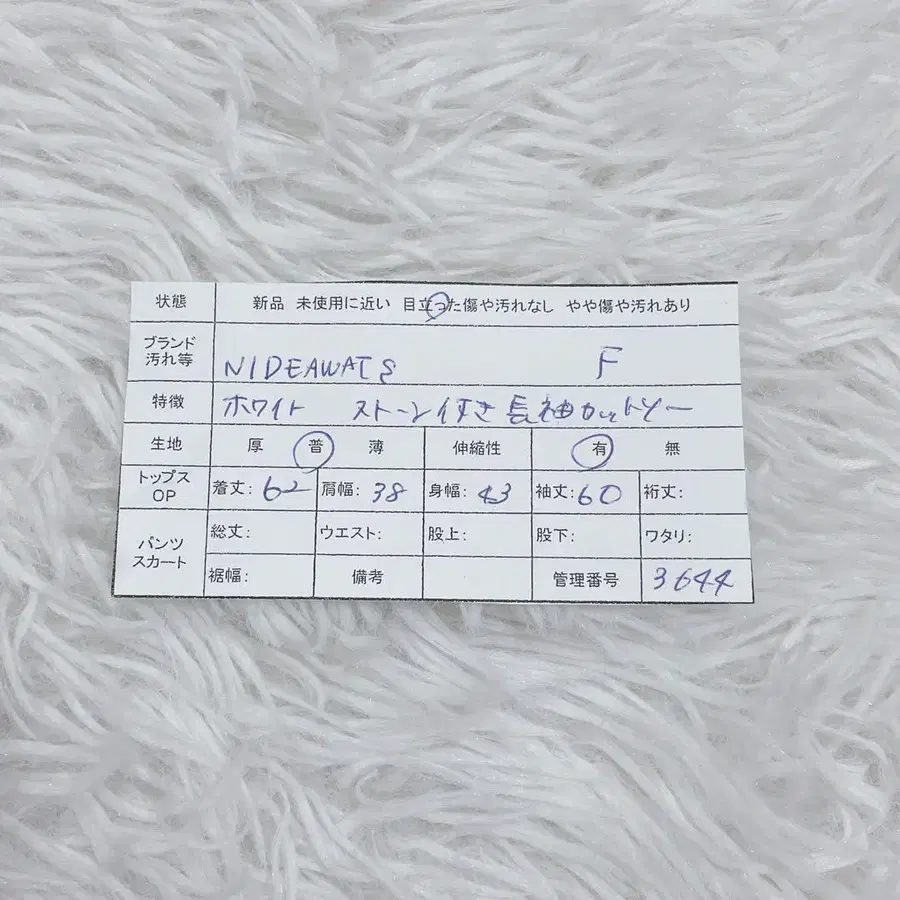 状態 新品 未使用に近い 目立った傷や汚れなし やや傷や汚れあり
ブランド
汚れ等 NIDEAWATS F
特徴 ホワイト ストーン付き長袖カットソー
生地 厚 普 薄 伸縮性 有 無
トップス
OP 着丈: 62 肩幅: 38 身幅: 43 袖丈: 60 裄丈:
パンツ
スカート 総丈: ウエスト: 股上: 股下: ワタリ:
裾幅: 備考 管理番号 3644